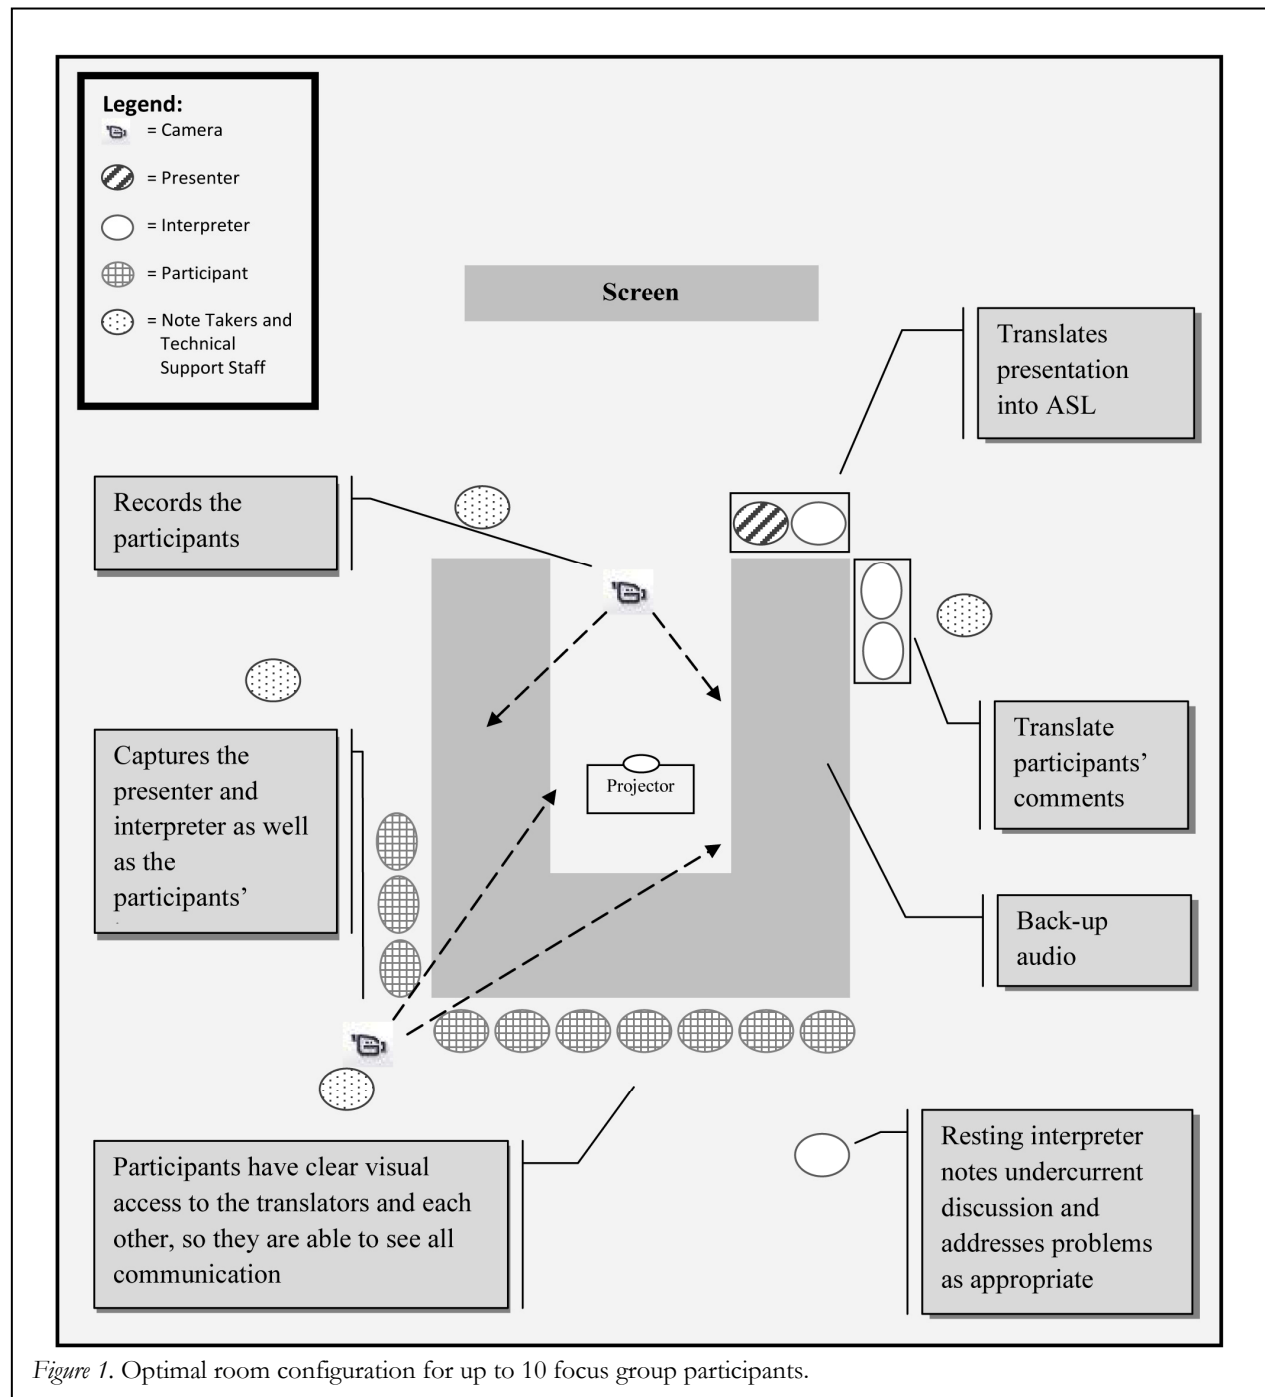 Legend:
= Camera
= Presenter
= Interpreter
= Participant
= Note Takers and
Technical
Support Staff
Screen
Translates
presentation
into ASL
Records the
participants
Captures the
presenter and
interpreter as well
as the
participants’
Projector
Translate
participants’
comments
Back-up
audio
Participants have clear visual
access to the translators and each
other, so they are able to see all
communication
Resting interpreter
notes undercurrent
discussion and
addresses problems
as appropriate
Figure 1. Optimal room configuration for up to 10 focus group participants.